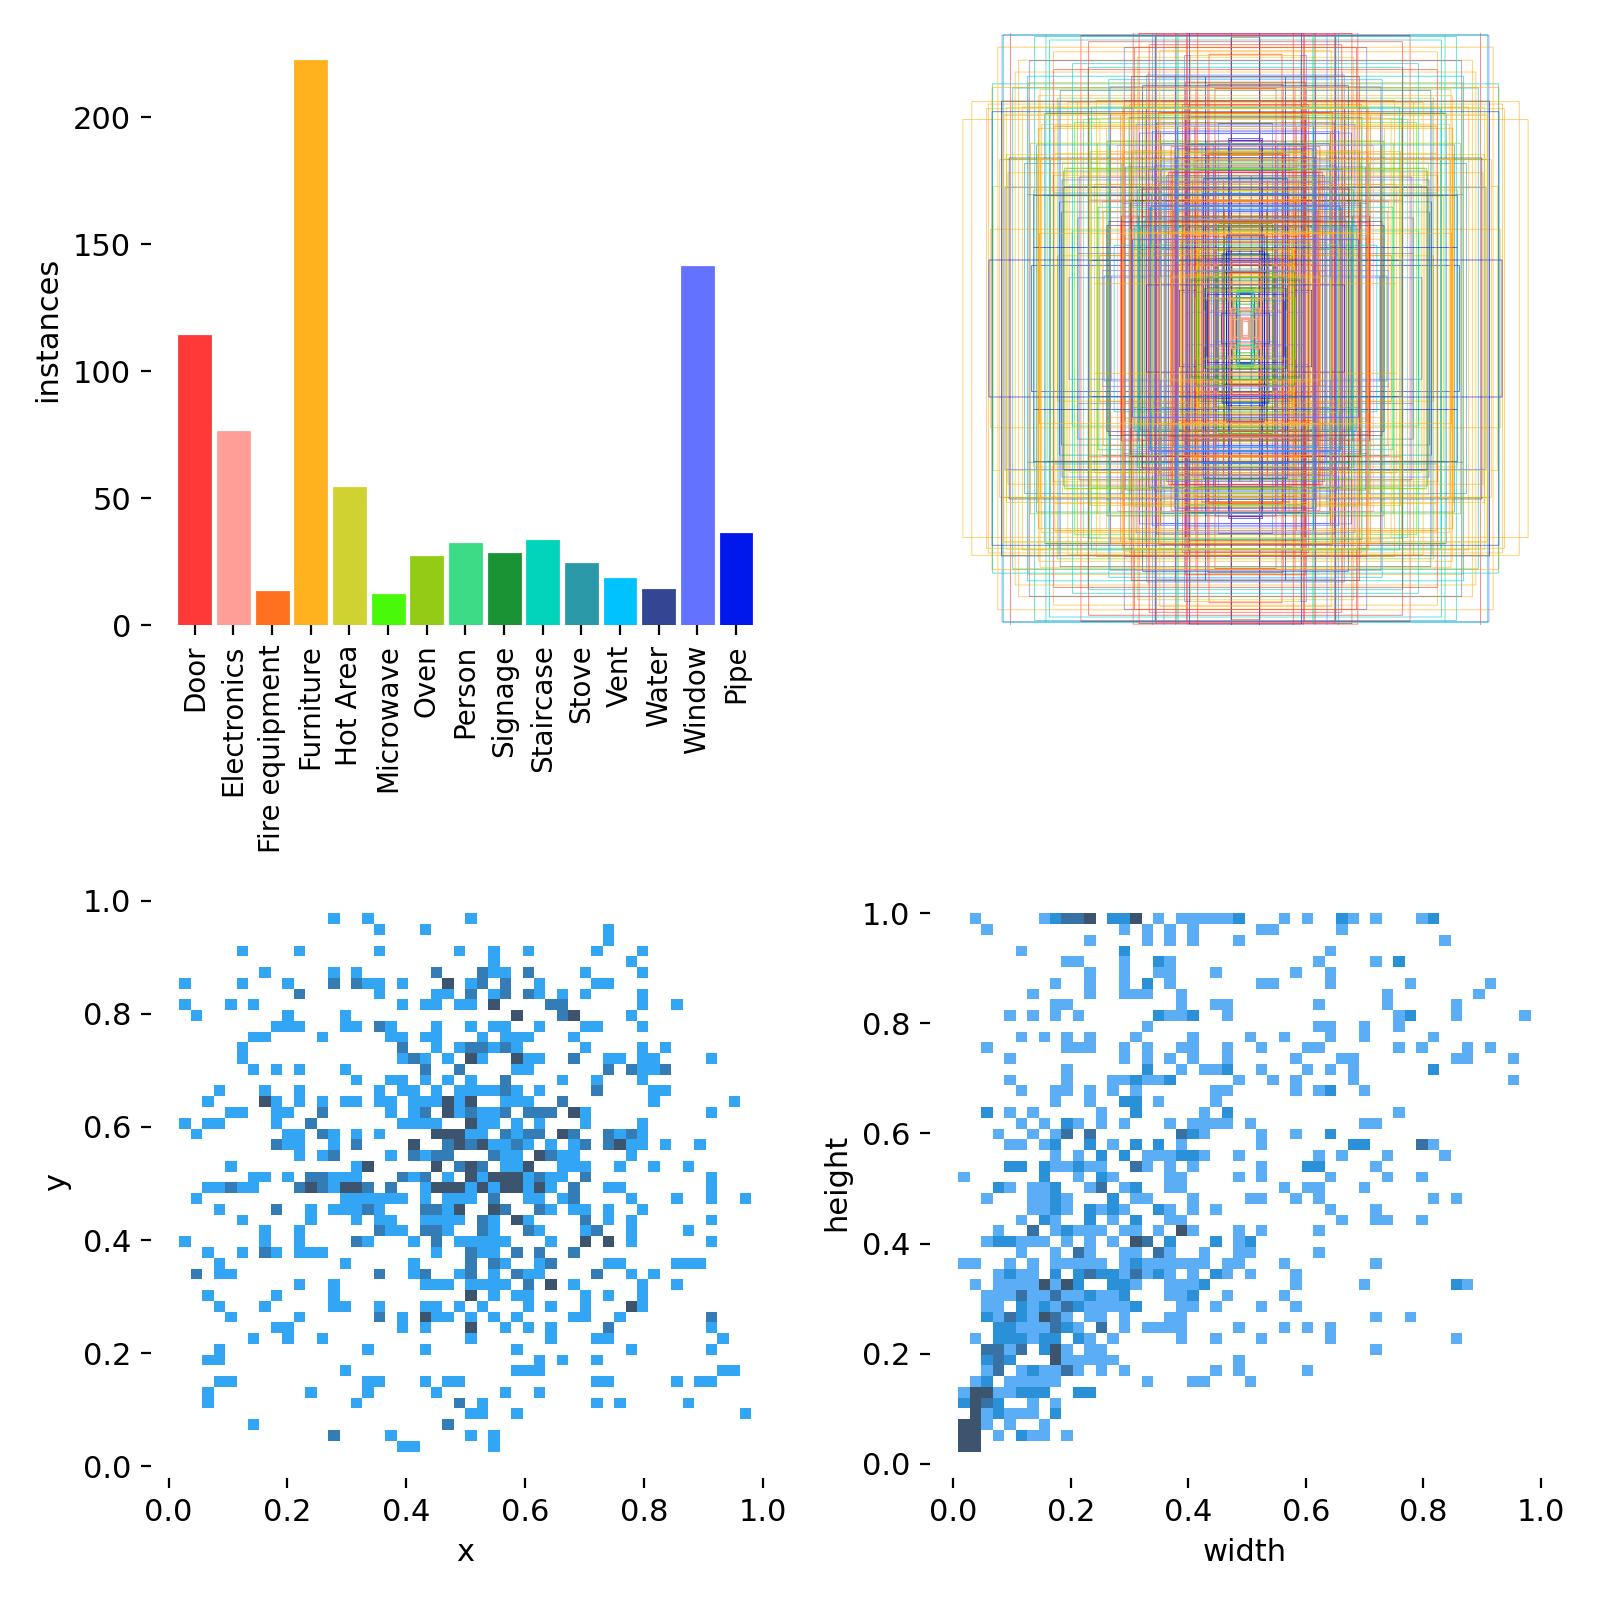 200
150
100
50
0
instances
Door
Electronics
Fire equipment
Furniture
Hot Area
Microwave
Oven
Person
Signage
Staircase
Stove
Vent
Water
Window
Pipe
1.0
0.8
0.6
0.4
0.2
0.0
y
0.0 0.2 0.4 0.6 0.8 1.0
x
1.0
0.8
0.6
0.4
0.2
0.0
height
0.0 0.2 0.4 0.6 0.8 1.0
width